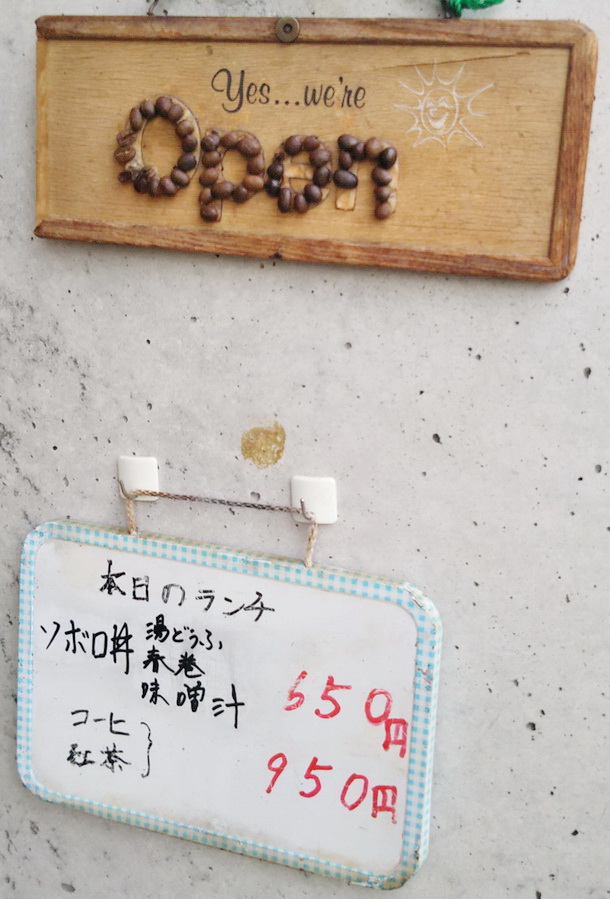 Yes...we're
Open
本日のランチ
ソボロ丼 湯どうふ
春巻
味噌汁
650円
コーヒ
紅茶
950円